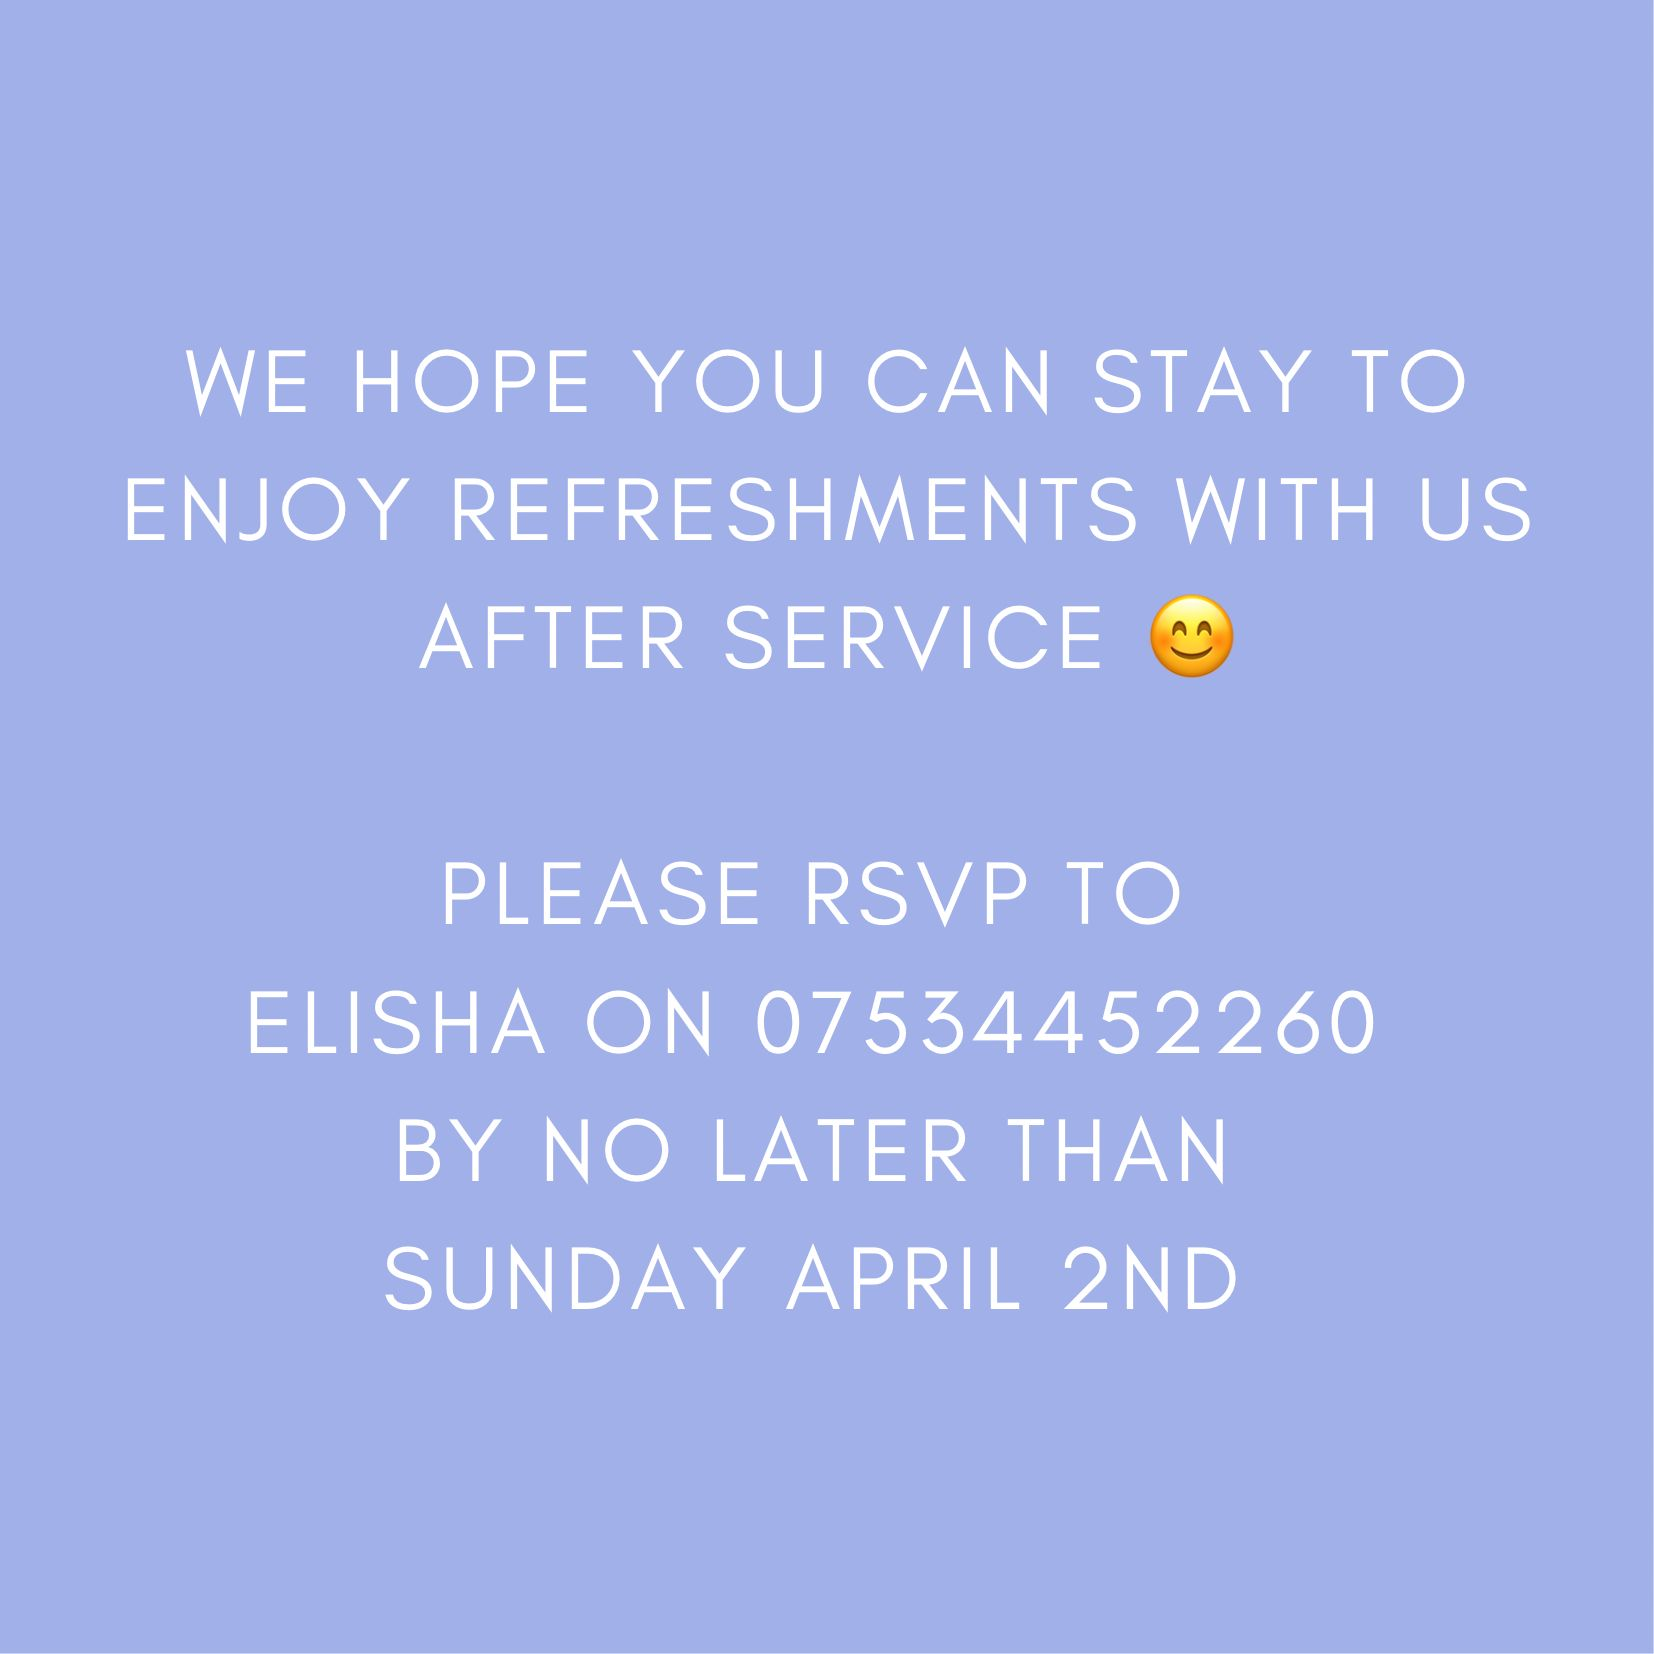 WE HOPE YOU CAN STAY TO
ENJOY REFRESHMENTS WITH US
AFTER SERVICE 😊
PLEASE RSVP TO
ELISHA ON 07534452260
BY NO LATER THAN
SUNDAY APRIL 2ND